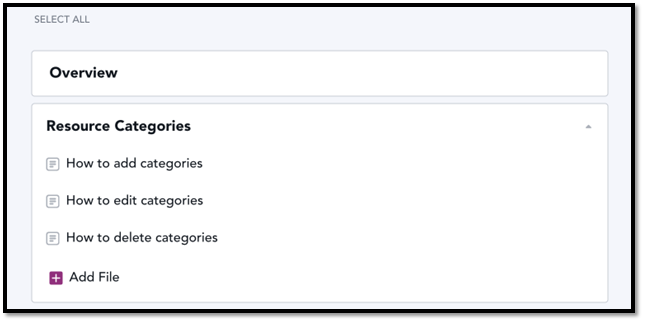 SELECT ALL
Overview
Resource Categories
How to add categories
How to edit categories
How to delete categories
Add File